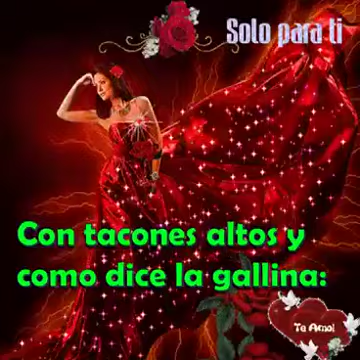 Solo para ti
Con tacones altos y
como dice la gallina:
Te Amo!